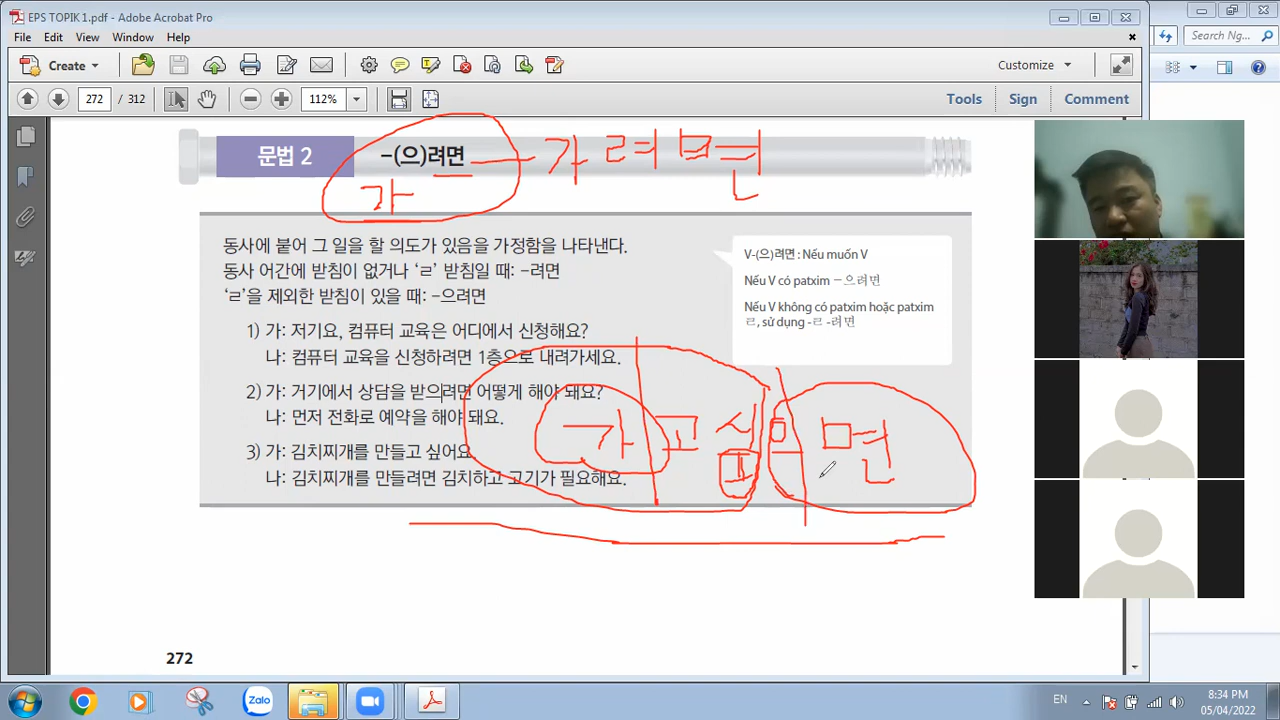 EPS TOPIK 1.pdf - Adobe Acrobat Pro
File Edit View Window Help
Create
Customize
272 / 312 112%
Tools Sign Comment
Search Ng...
문법 2 -(으)려면 가 려 면
가
동사에 붙어 그 일을 할 의도가 있음을 가정함을 나타낸다.
동사 어간에 받침이 없거나 ‘ㄹ’ 받침일 때: -려면
‘ㄹ’을 제외한 받침이 있을 때: -으려면
V-(으)려면 : Nếu muốn V
Nếu V có patxim －으려면
Nếu V không có patxim hoặc patxim
ㄹ, sử dụng -ㄹ -려면
1) 가: 저기요, 컴퓨터 교육은 어디에서 신청해요?
나: 컴퓨터 교육을 신청하려면 1층으로 내려가세요.
2) 가: 거기에서 상담을 받으려면 어떻게 해야 돼요?
나: 먼저 전화로 예약을 해야 돼요.
3) 가: 김치찌개를 만들고 싶어요.
나: 김치찌개를 만들려면 김치하고 고기가 필요해요.
가 고 싶 으 면
272
Zalo
EN
8:34 PM
05/04/2022